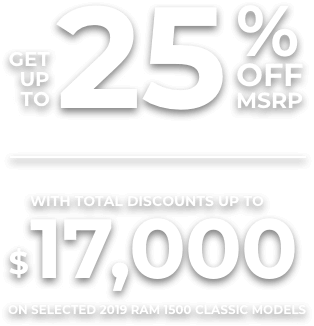 GET UP TO 25% OFF MSRP
WITH TOTAL DISCOUNTS UP TO
$17,000
ON SELECTED 2019 RAM 1500 CLASSIC MODELS